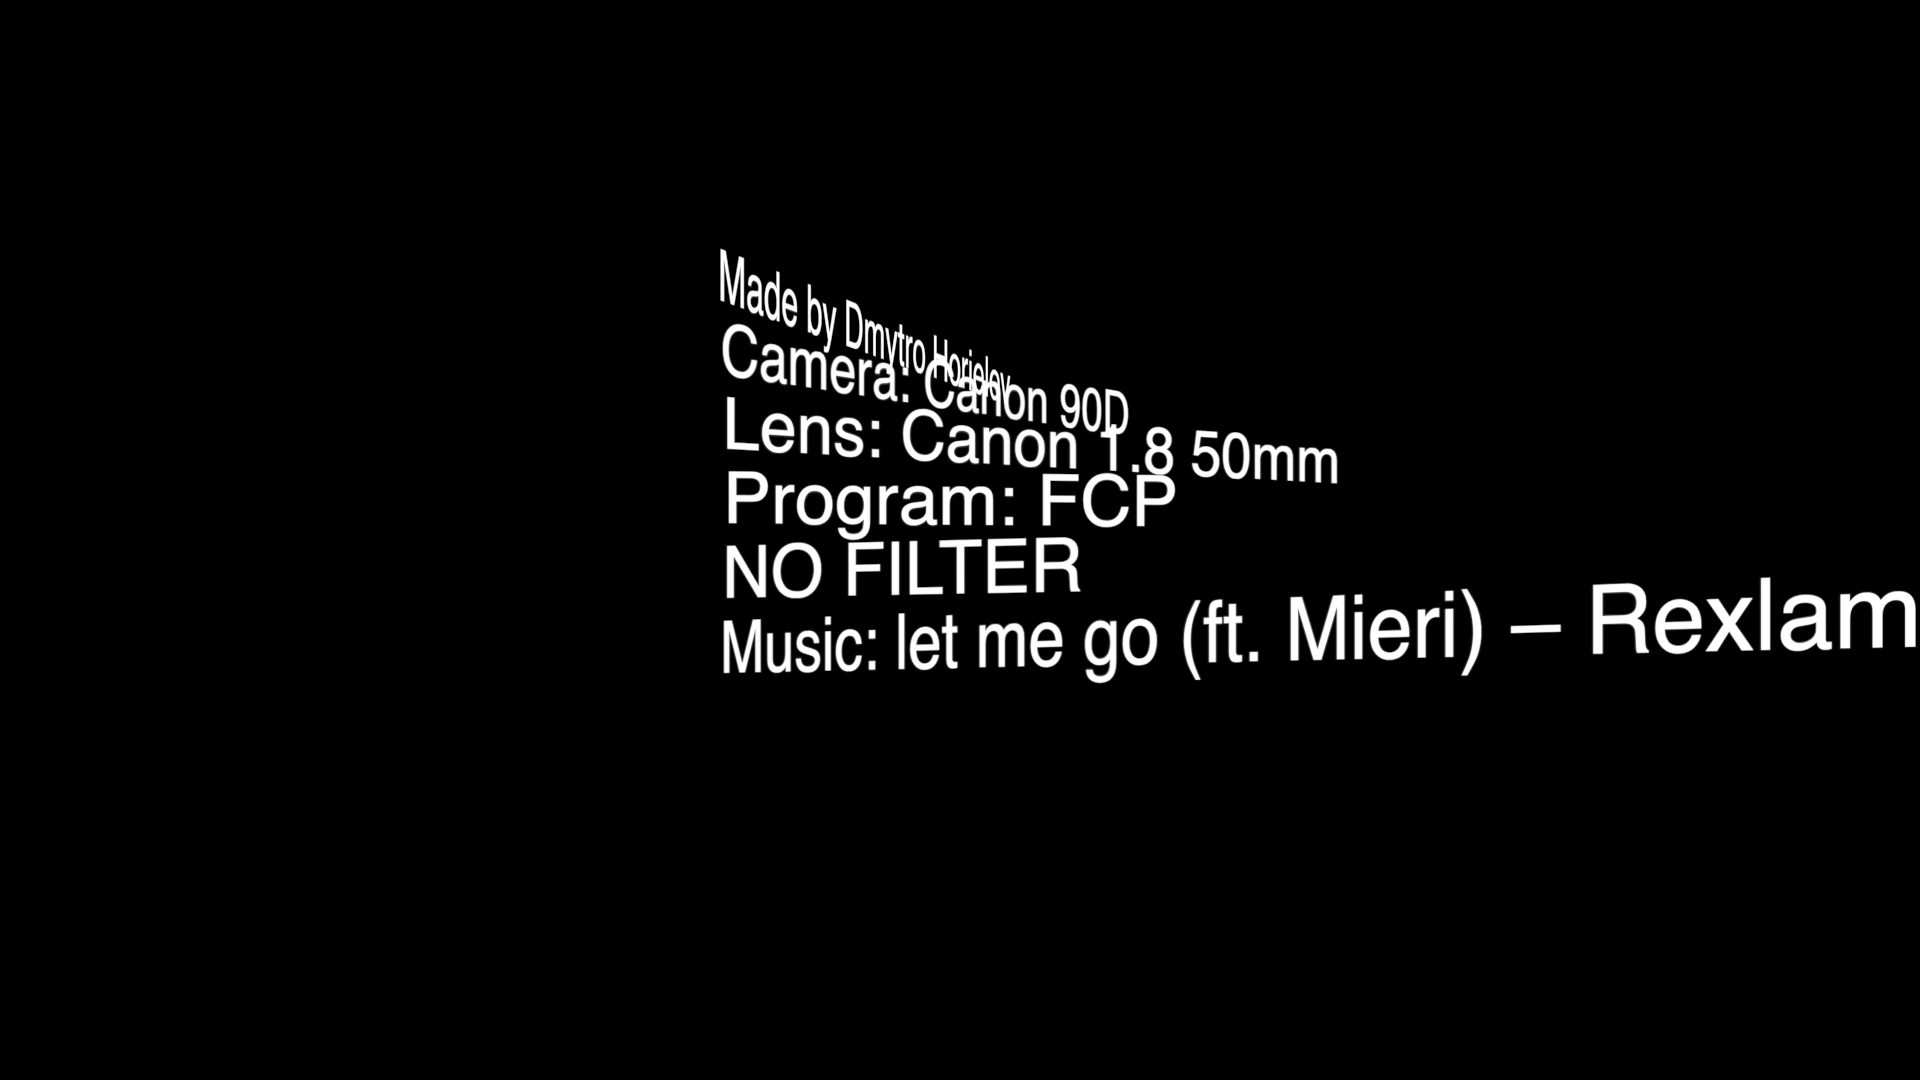 Made by Dmytro Horielov
Camera: Canon 90D
Lens: Canon 1.8 50mm
Program: FCP
NO FILTER
Music: let me go (ft. Mieri) – Rexlam